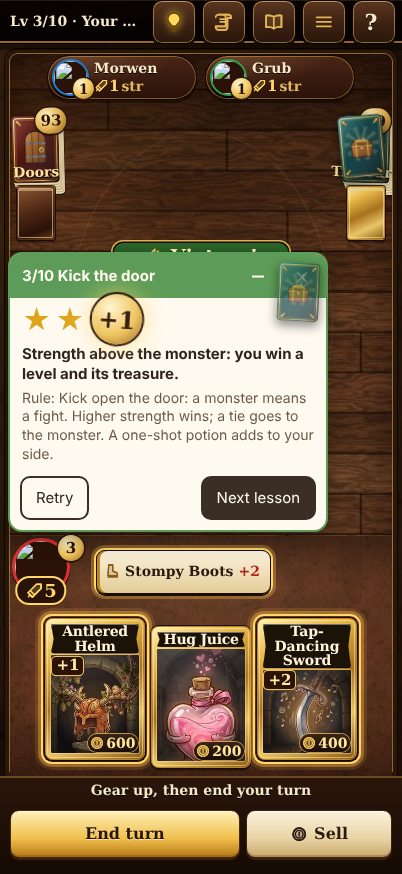 Lv 3/10 · Your ...
?
Morwen
1
1 str
Grub
1
1 str
93
Doors
3/10 Kick the door
+1
Strength above the monster: you win a
level and its treasure.
Rule: Kick open the door: a monster means
a fight. Higher strength wins; a tie goes to
the monster. A one-shot potion adds to your
side.
Retry
Next lesson
3
5
Stompy Boots +2
Antlered
Helm
+1
600
Hug Juice
200
Tap-
Dancing
Sword
+2
400
Gear up, then end your turn
End turn
Sell